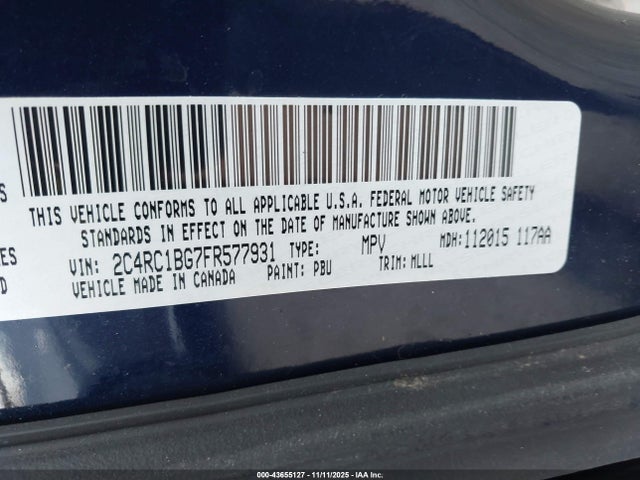 S
THIS VEHICLE CONFORMS TO ALL APPLICABLE U.S.A. FEDERAL MOTOR VEHICLE SAFETY
STANDARDS IN EFFECT ON THE DATE OF MANUFACTURE SHOWN ABOVE.
ES
VIN: 2C4RC1BG7FR577931 TYPE: MPV MDH: 112015 117AA
D
VEHICLE MADE IN CANADA PAINT: PBU TRIM: MLLL
000-43655127 - 11/11/2025 - IAA Inc.